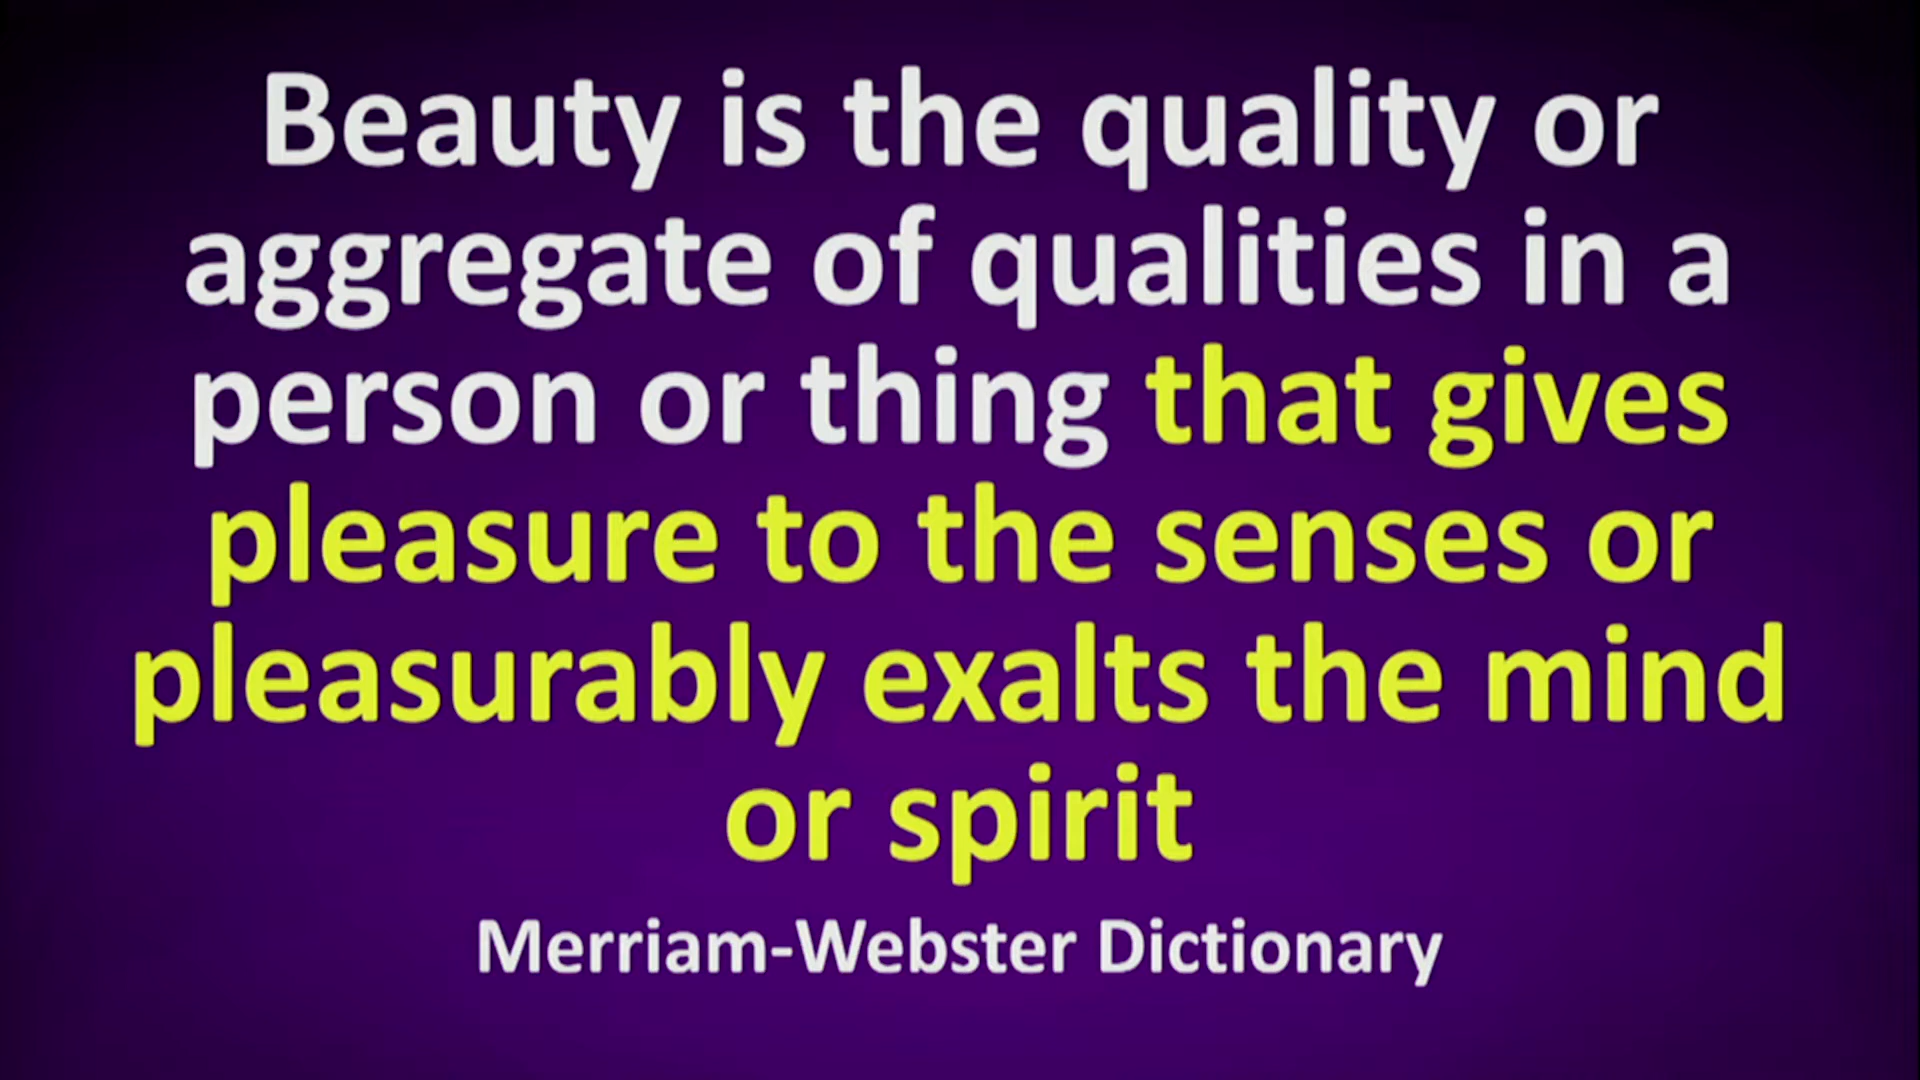 Beauty is the quality or
aggregate of qualities in a
person or thing that gives
pleasure to the senses or
pleasurably exalts the mind
or spirit
Merriam-Webster Dictionary